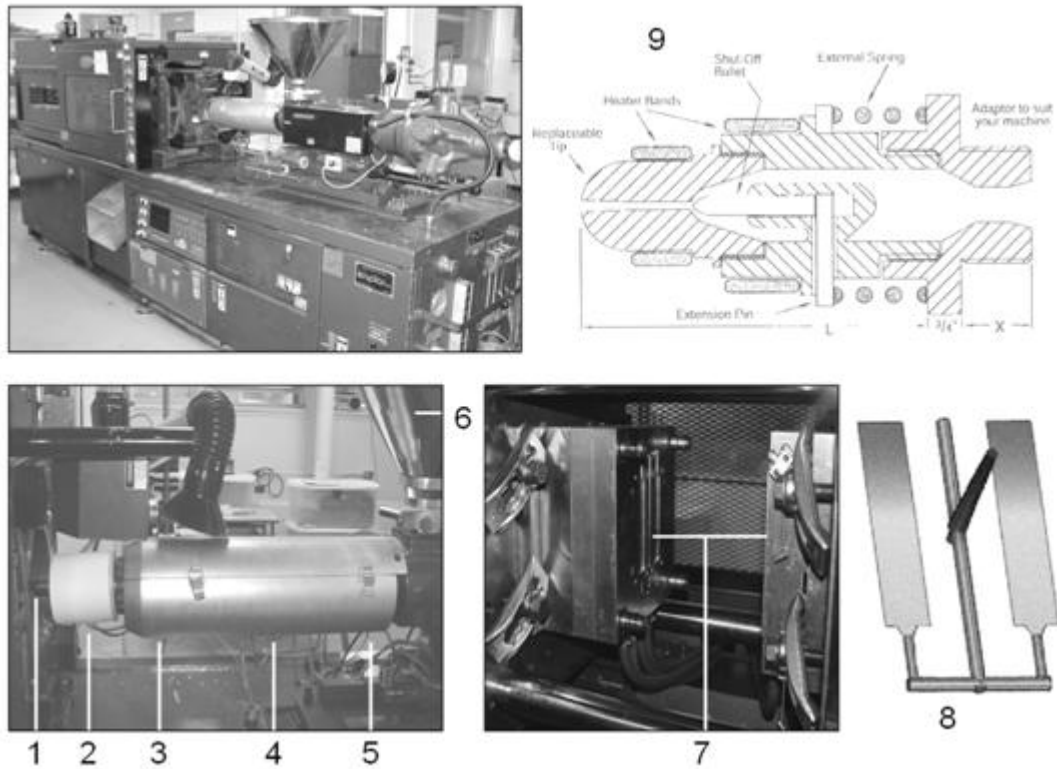 9
Shut-Off
Bullet
External Spring
Heater Bands
Adaptor to suit
your machine
Replaceable
Tip
Extension Pin
L
3/4"
X
6
1 2 3 4 5
7
8